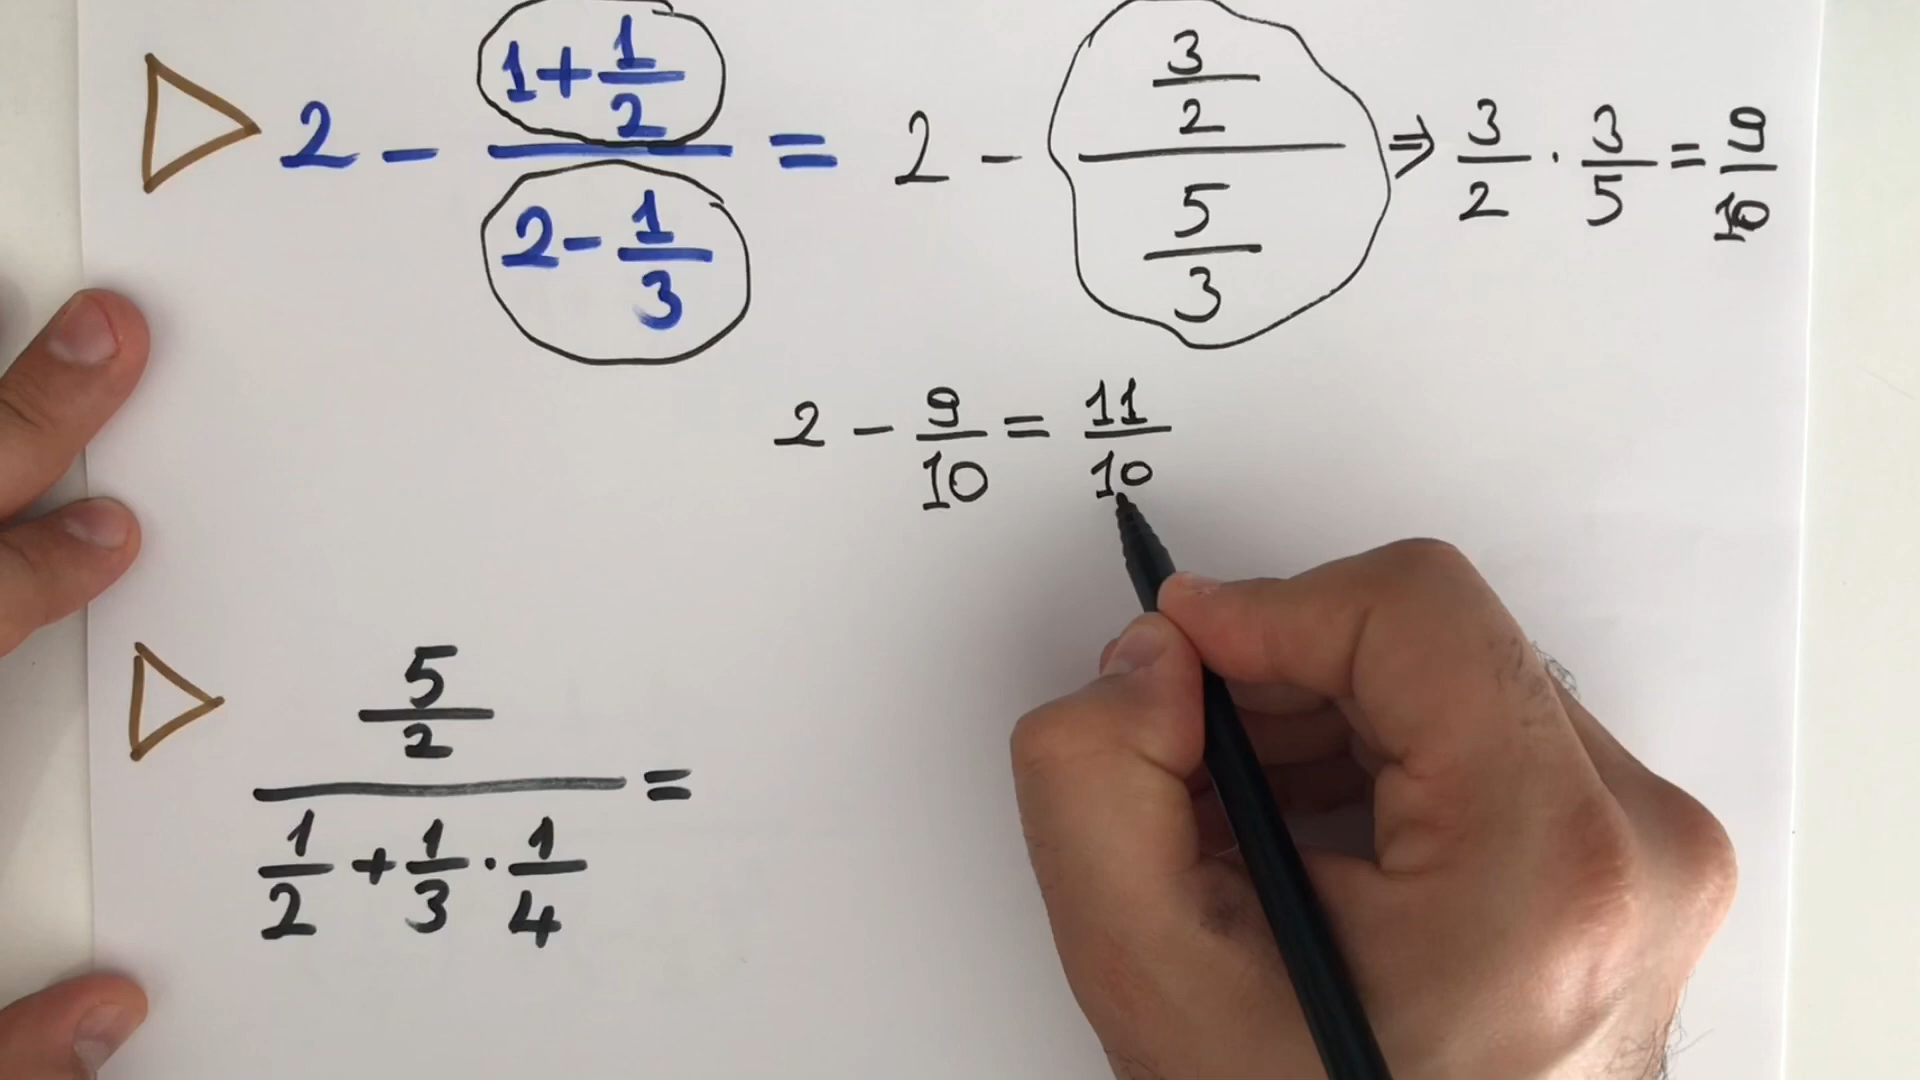 2 - (1 + 1/2)/(2 - 1/3) = 2 - (3/2)/(5/3) ⇒ 3/2 · 3/5 = 9/10
2 - 9/10 = 11/10
(5/2)/(1/2 + 1/3 · 1/4) =